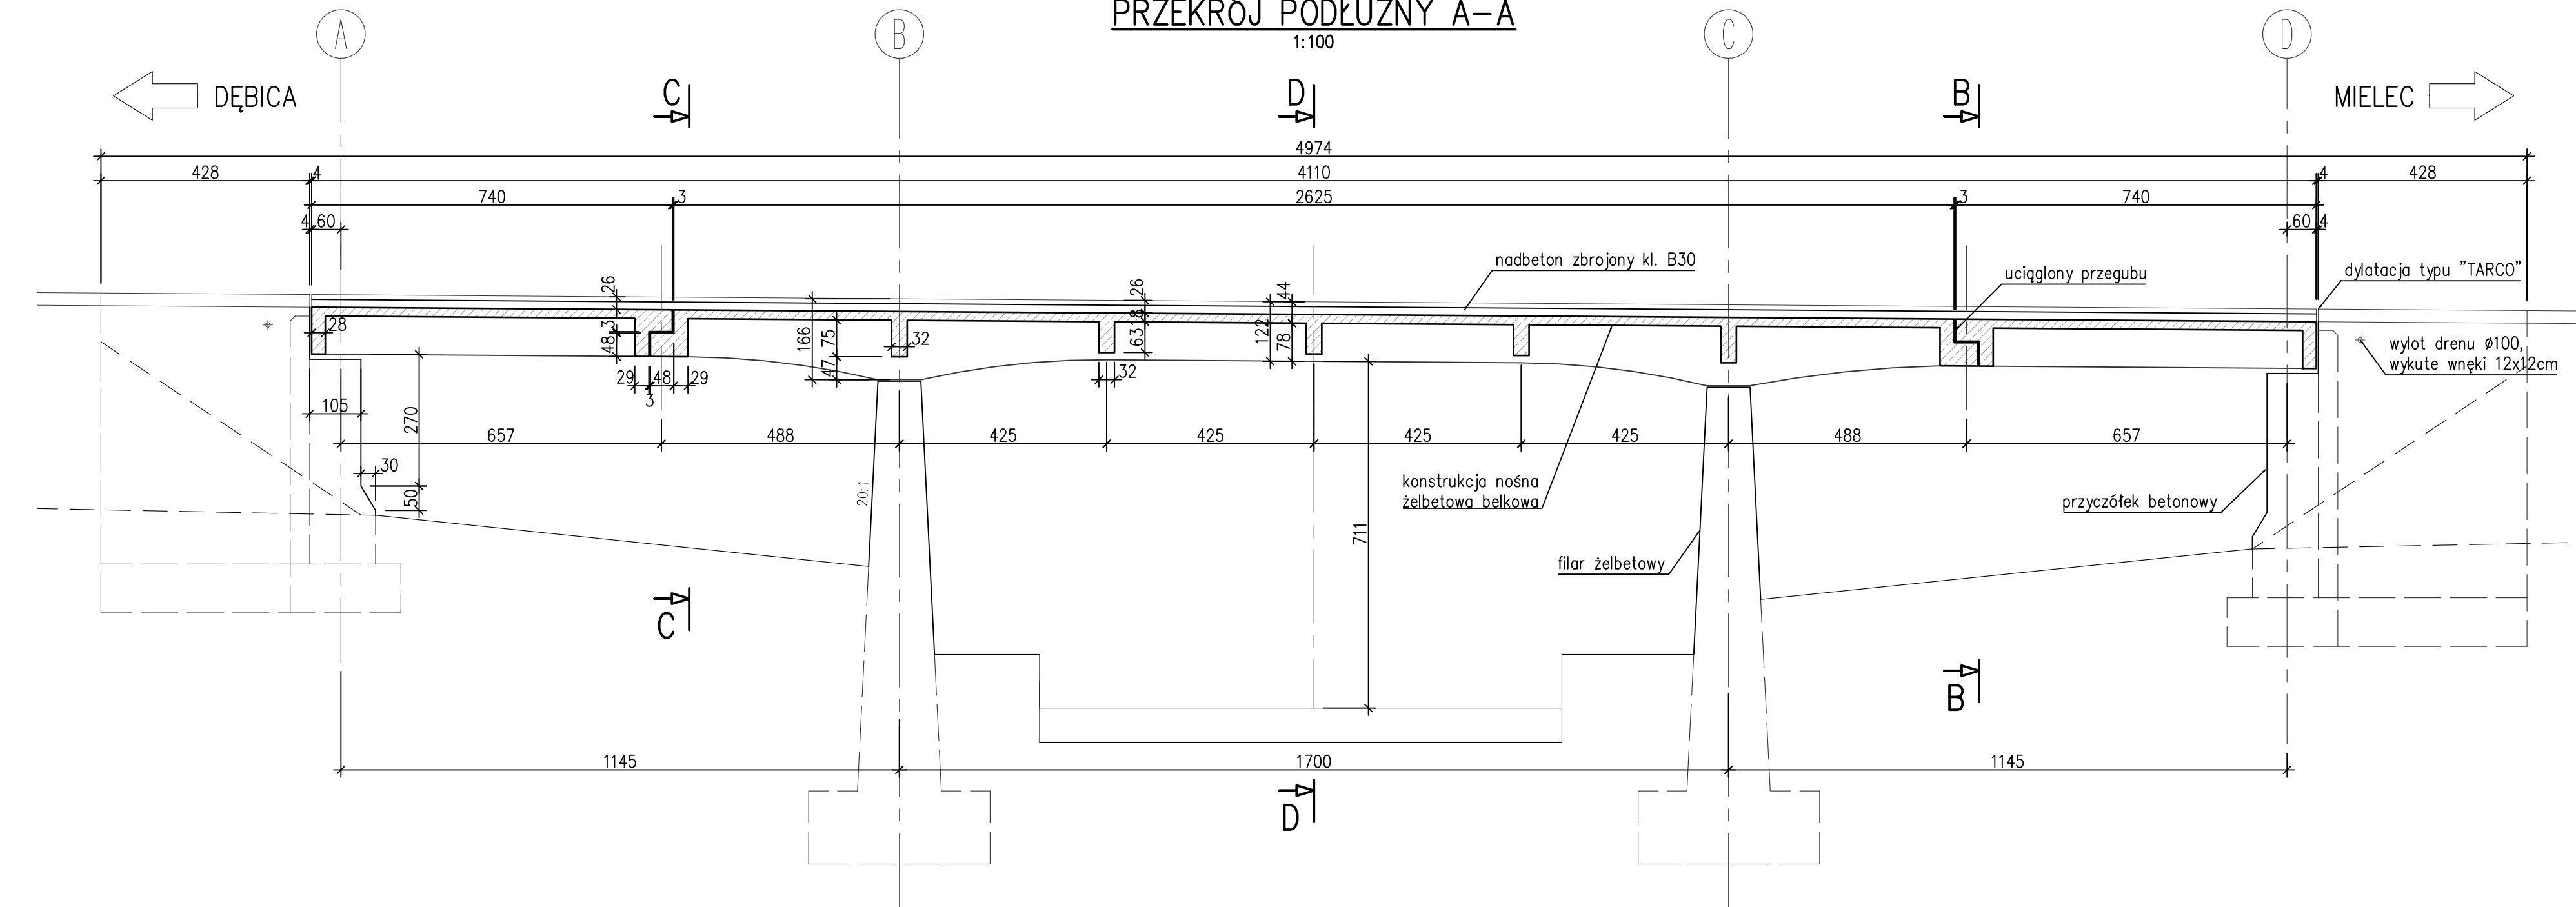 PRZEKRÓJ PODŁUŻNY A-A
1:100
A
B
C
D
DĘBICA
C
D
B
MIELEC
4974
428
4
4110
4
428
740
3
2625
3
740
4
60
60
4
nadbeton zbrojony kl. B30
uciąglony przegubu
dylatacja typu "TARCO"
26
3
48
28
166
75
47
32
26
18
63
44
122
78
29
48
29
3
32
wylot drenu ø100,
wykute wnęki 12x12cm
105
270
657
488
425
425
425
425
488
657
30
50
20:1
konstrukcja nośna
żelbetowa belkowa
przyczółek betonowy
711
filar żelbetowy
C
B
1145
1700
1145
D